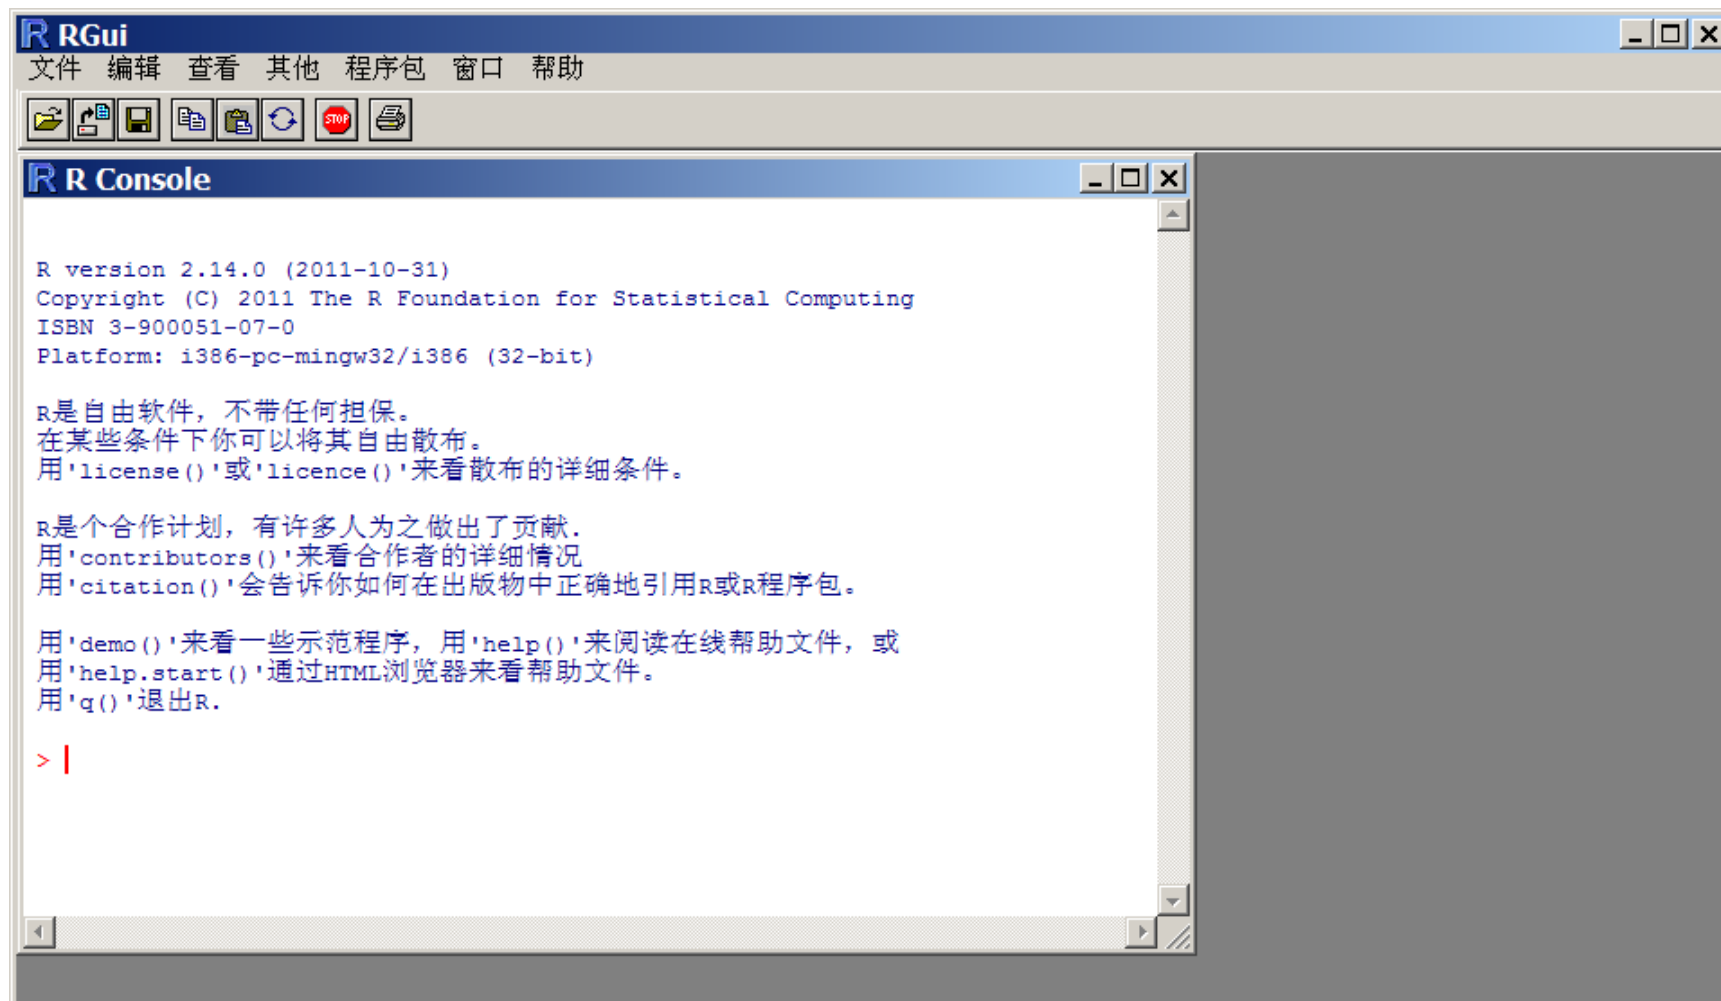 RGui
文件 编辑 查看 其他 程序包 窗口 帮助
STOP
R Console
R version 2.14.0 (2011-10-31)
Copyright (C) 2011 The R Foundation for Statistical Computing
ISBN 3-900051-07-0
Platform: i386-pc-mingw32/i386 (32-bit)
R是自由软件，不带任何担保。
在某些条件下你可以将其自由散布。
用'license()'或'licence()'来看散布的详细条件。
R是个合作计划，有许多人为之做出了贡献.
用'contributors()'来看合作者的详细情况
用'citation()'会告诉你如何在出版物中正确地引用R或R程序包。
用'demo()'来看一些示范程序，用'help()'来阅读在线帮助文件，或
用'help.start()'通过HTML浏览器来看帮助文件。
用'q()'退出R.
>